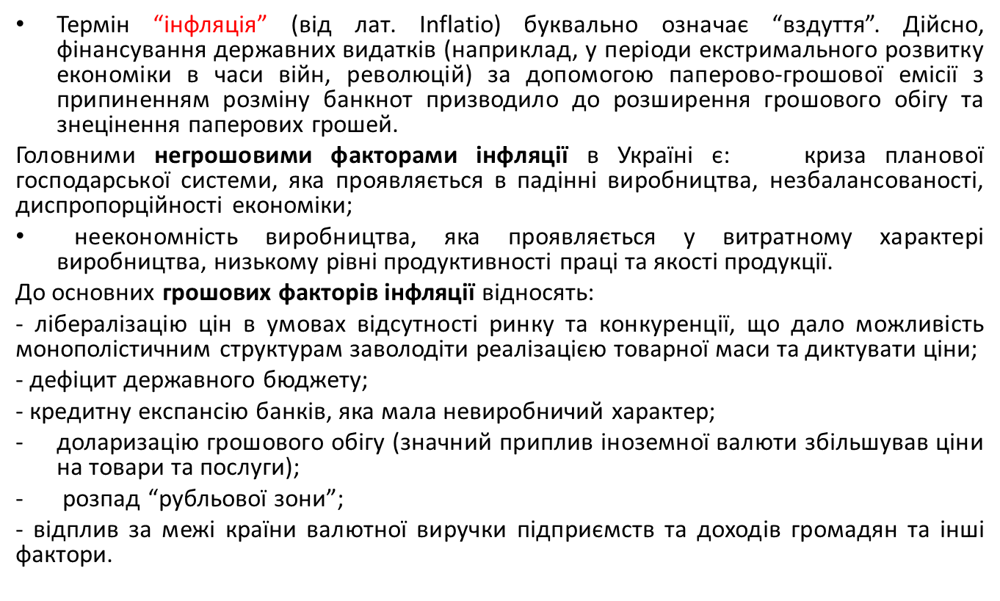 • Термін “інфляція” (від лат. Inflatio) буквально означає “вздуття”. Дійсно,
фінансування державних видатків (наприклад, у періоди екстримального розвитку
економіки в часи війн, революцій) за допомогою паперово-грошової емісії з
припиненням розміну банкнот призводило до розширення грошового обігу та
знецінення паперових грошей.
Головними негрошовими факторами інфляції в Україні є: криза планової
господарської системи, яка проявляється в падінні виробництва, незбалансованості,
диспропорційності економіки;
• неекономність виробництва, яка проявляється у витратному характері
виробництва, низькому рівні продуктивності праці та якості продукції.
До основних грошових факторів інфляції відносять:
- лібералізацію цін в умовах відсутності ринку та конкуренції, що дало можливість
монополістичним структурам заволодіти реалізацією товарної маси та диктувати ціни;
- дефіцит державного бюджету;
- кредитну експансію банків, яка мала невиробничий характер;
- доларизацію грошового обігу (значний приплив іноземної валюти збільшував ціни
на товари та послуги);
- розпад “рубльової зони”;
- відплив за межі країни валютної виручки підприємств та доходів громадян та інші
фактори.